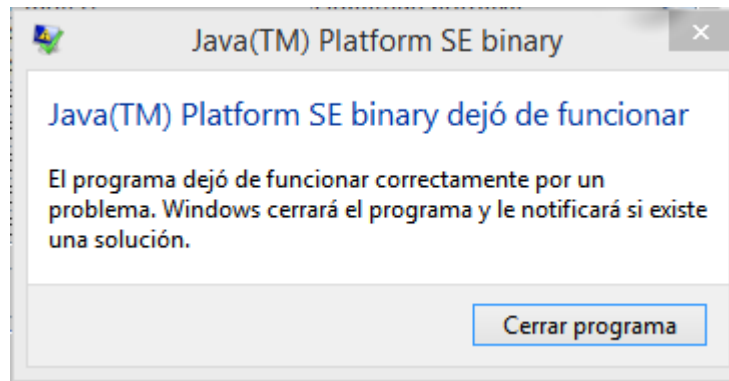 Java(TM) Platform SE binary
Java(TM) Platform SE binary dejó de funcionar
El programa dejó de funcionar correctamente por un
problema. Windows cerrará el programa y le notificará si existe
una solución.
Cerrar programa